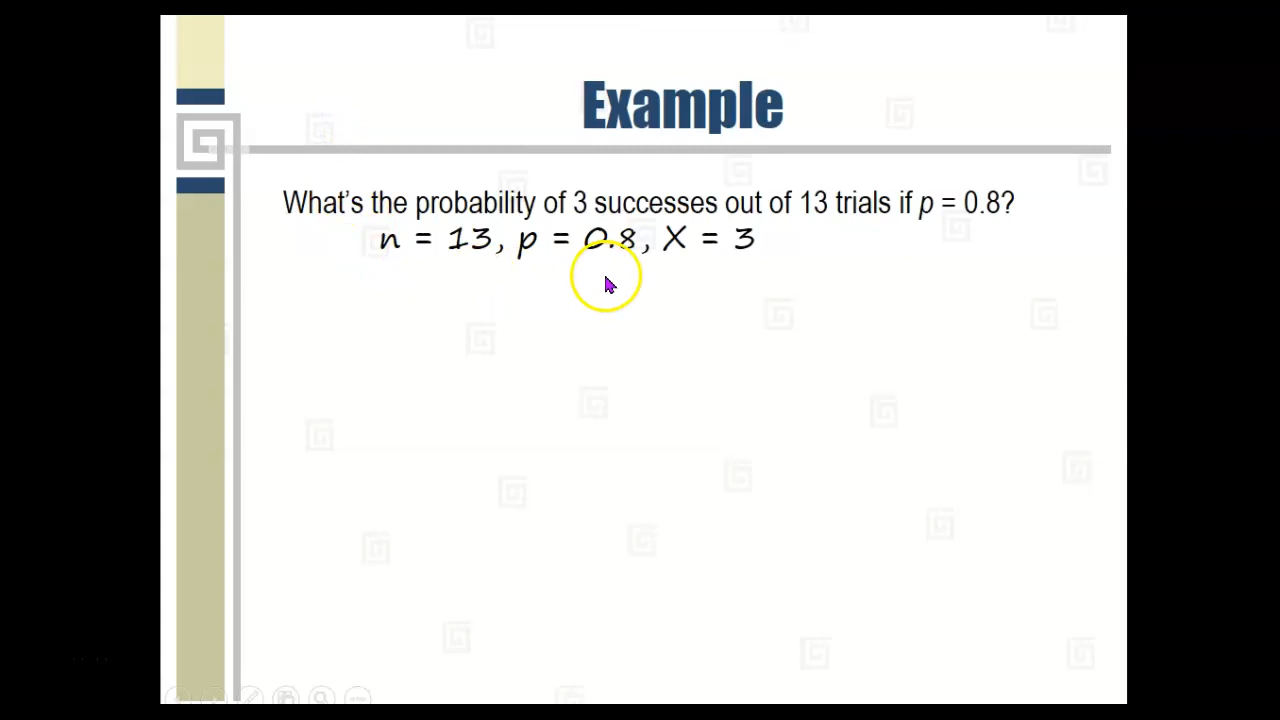 Example
What's the probability of 3 successes out of 13 trials if p = 0.8?
n = 13, p = 0.8, X = 3